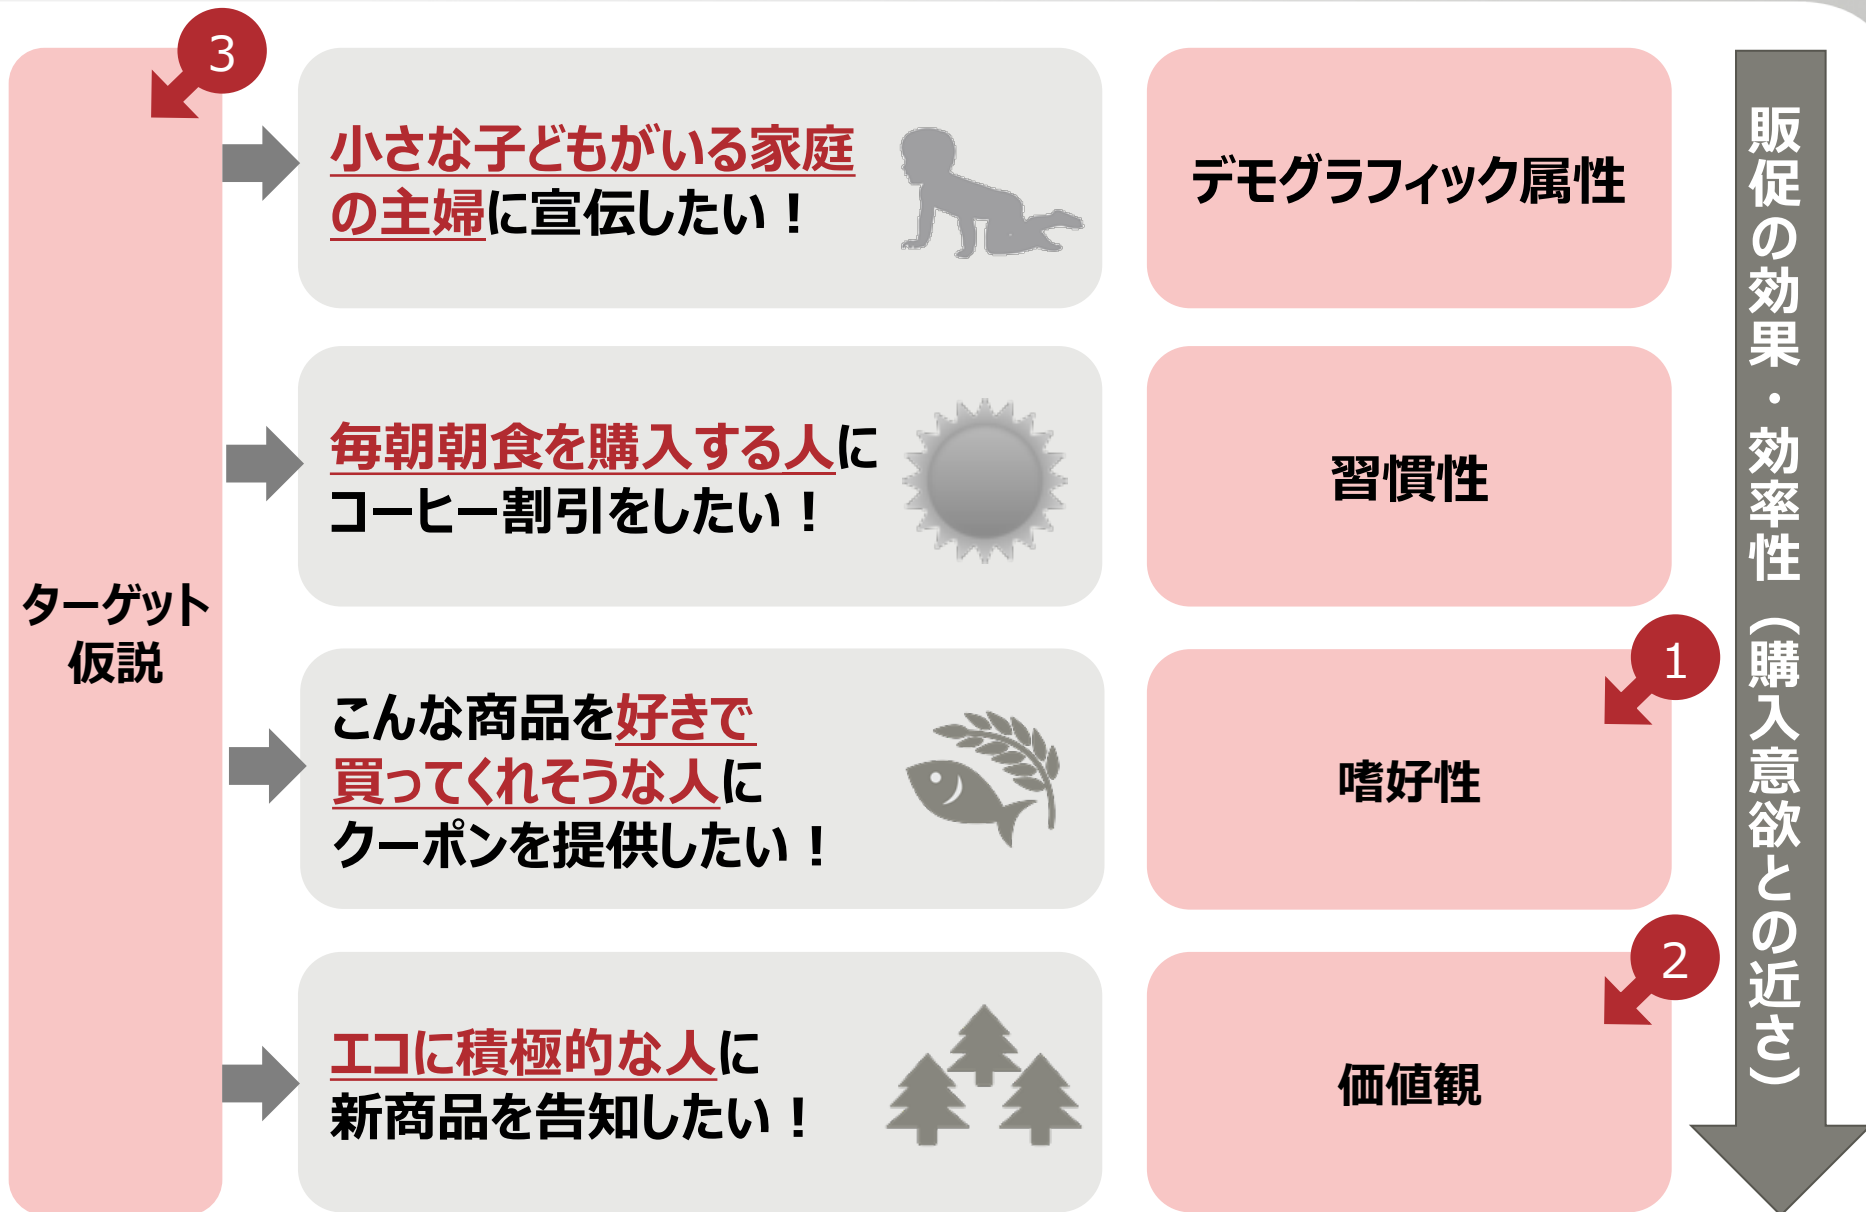 3
ターゲット
仮説
小さな子どもがいる家庭
の主婦に宣伝したい！
デモグラフィック属性
毎朝朝食を購入する人に
コーヒー割引をしたい！
習慣性
こんな商品を好きで
買ってくれそうな人に
クーポンを提供したい！
1
嗜好性
エコに積極的な人に
新商品を告知したい！
2
価値観
販促の効果・効率性（購入意欲との近さ）